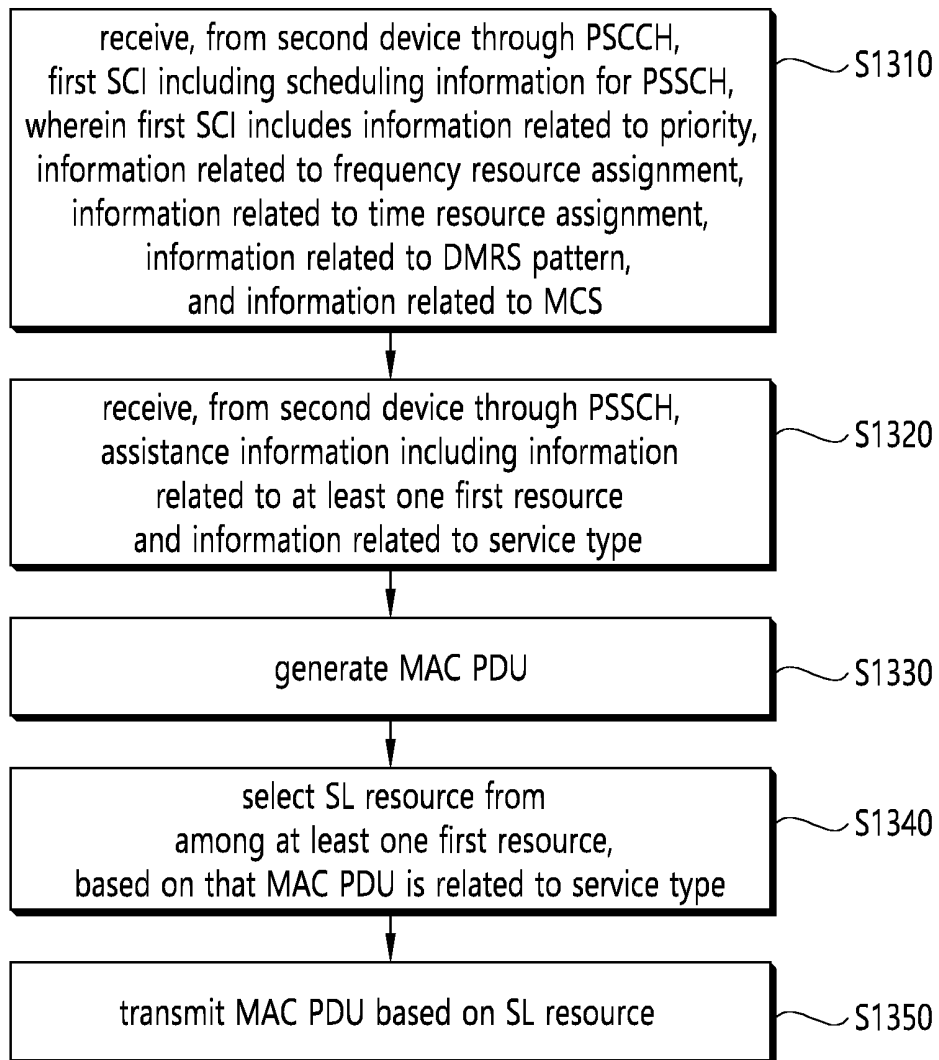 receive, from second device through PSCCH,
first SCI including scheduling information for PSSCH,
wherein first SCI includes information related to priority,
information related to frequency resource assignment,
information related to time resource assignment,
information related to DMRS pattern,
and information related to MCS
S1310
receive, from second device through PSSCH,
assistance information including information
related to at least one first resource
and information related to service type
S1320
generate MAC PDU
S1330
select SL resource from
among at least one first resource,
based on that MAC PDU is related to service type
S1340
transmit MAC PDU based on SL resource
S1350